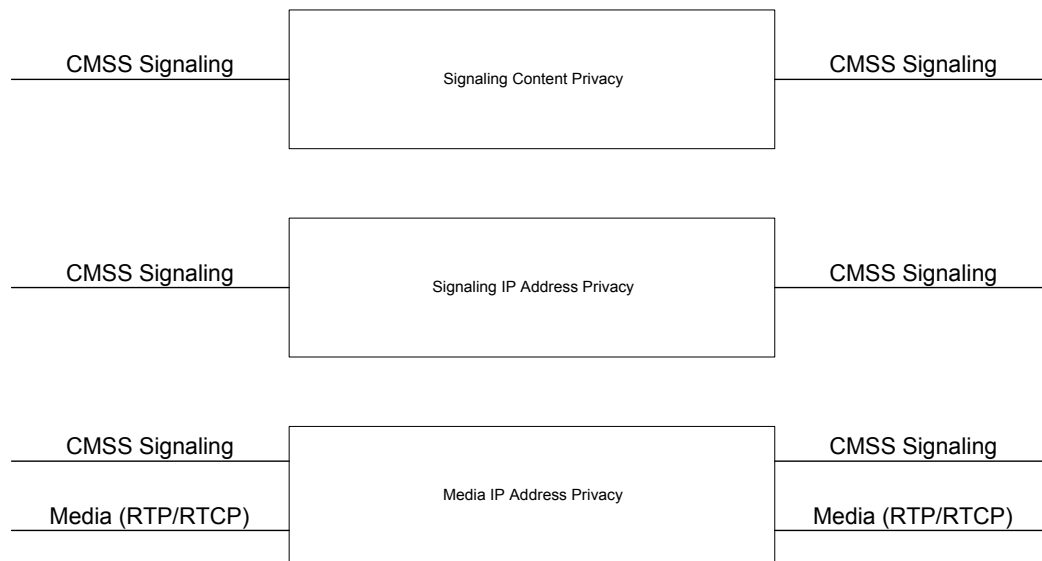 CMSS Signaling
Signaling Content Privacy
CMSS Signaling
CMSS Signaling
Signaling IP Address Privacy
CMSS Signaling
CMSS Signaling
CMSS Signaling
Media IP Address Privacy
Media (RTP/RTCP)
Media (RTP/RTCP)